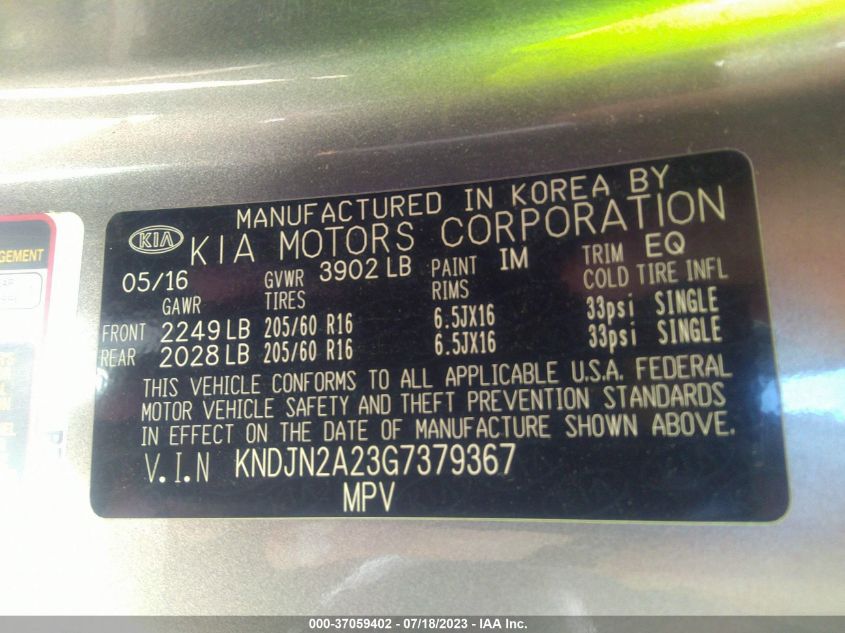 MANUFACTURED IN KOREA BY
KIA KIA MOTORS CORPORATION
05/16 GVWR 3902 LB PAINT IM TRIM EQ
GAWR TIRES RIMS COLD TIRE INFL
FRONT 2249 LB 205/60 R16 6.5JX16 33psi SINGLE
REAR 2028 LB 205/60 R16 6.5JX16 33psi SINGLE
THIS VEHICLE CONFORMS TO ALL APPLICABLE U.S.A. FEDERAL
MOTOR VEHICLE SAFETY AND THEFT PREVENTION STANDARDS
IN EFFECT ON THE DATE OF MANUFACTURE SHOWN ABOVE.
V.I.N KNDJN2A23G7379367
MPV
000-37059402 - 07/18/2023 - IAA Inc.